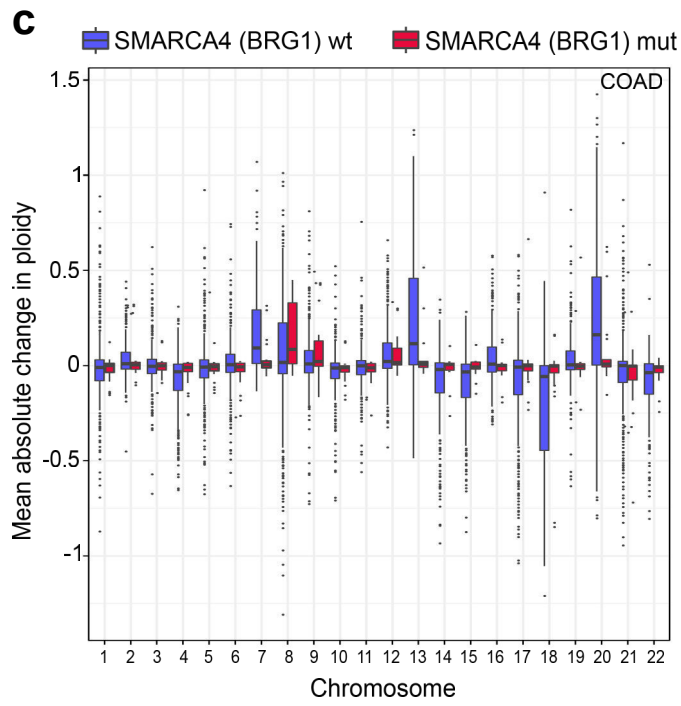 c
SMARCA4 (BRG1) wt SMARCA4 (BRG1) mut
COAD
Mean absolute change in ploidy
1.5
1
0.5
0
-0.5
-1
1 2 3 4 5 6 7 8 9 10 11 12 13 14 15 16 17 18 19 20 21 22
Chromosome